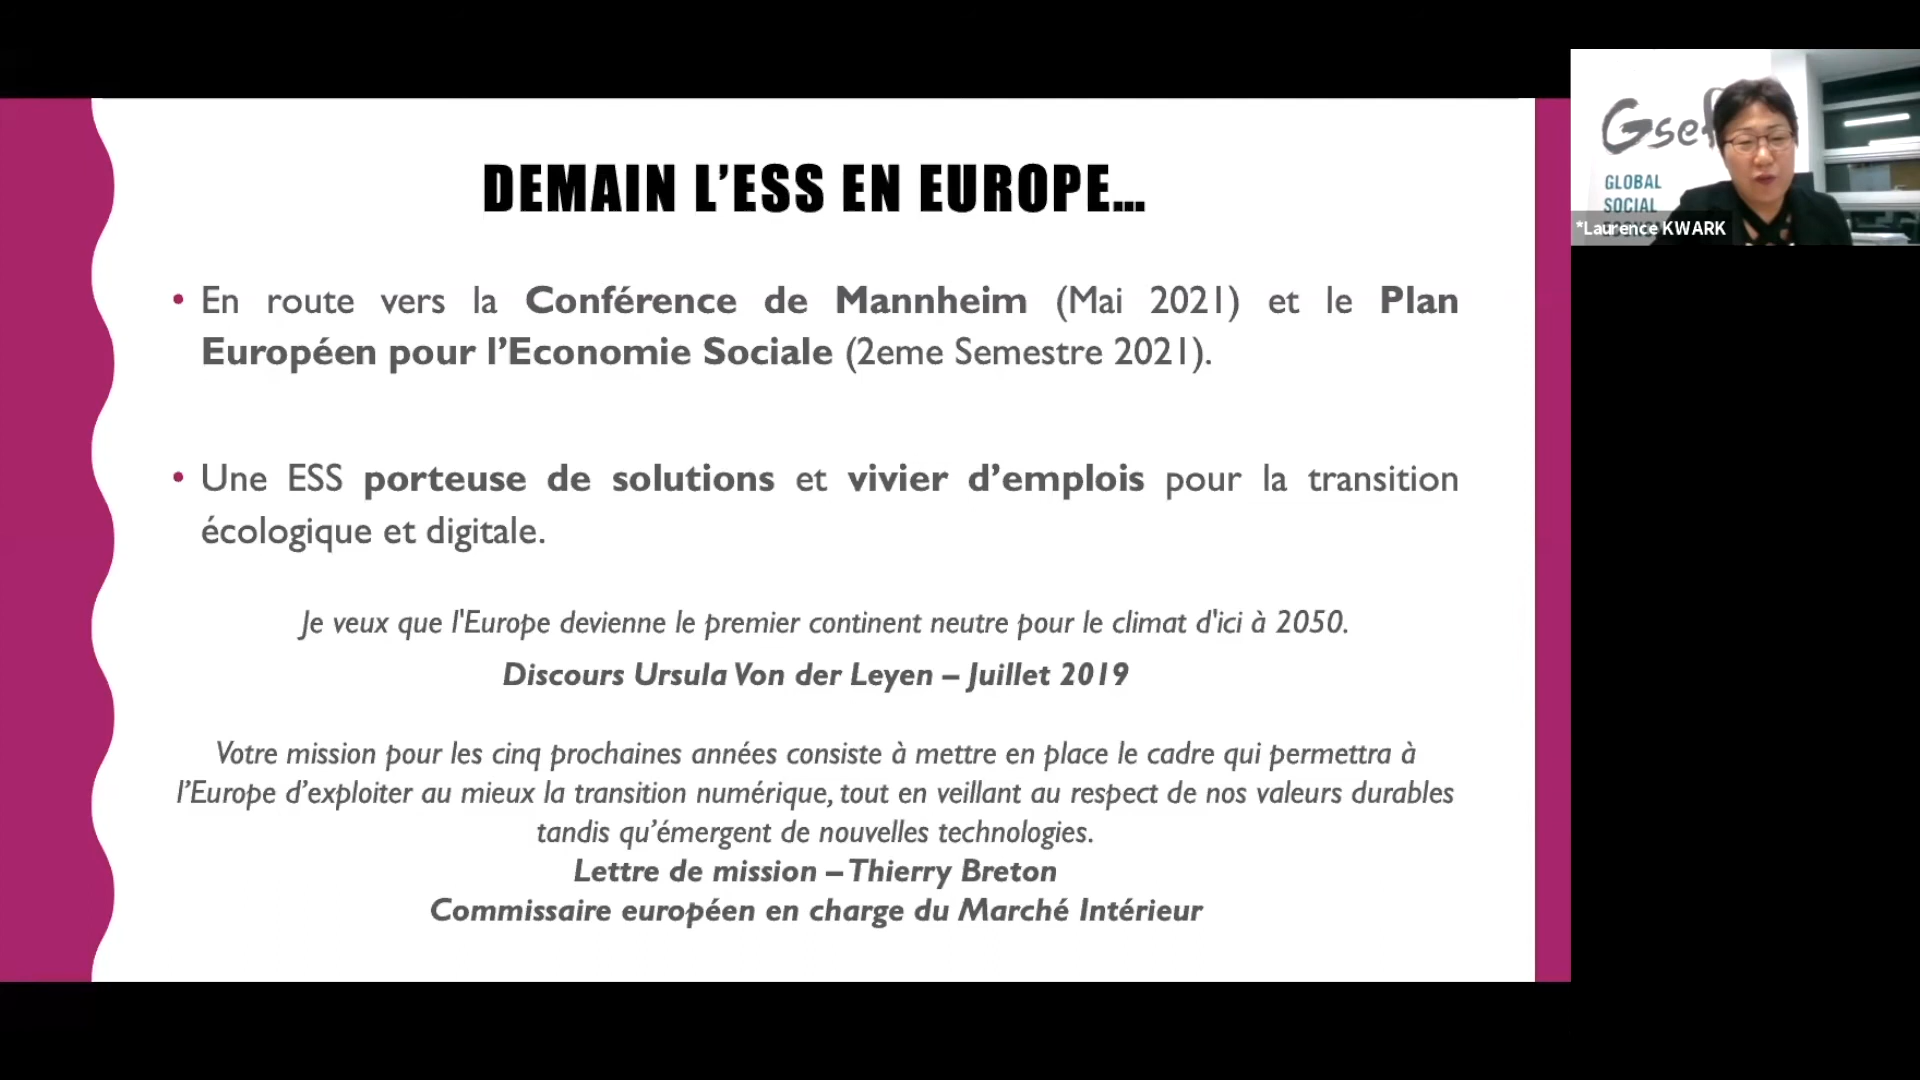 DEMAIN L’ESS EN EUROPE...
• En route vers la Conférence de Mannheim (Mai 2021) et le Plan
Européen pour l’Economie Sociale (2eme Semestre 2021).
• Une ESS porteuse de solutions et vivier d’emplois pour la transition
écologique et digitale.
Je veux que l'Europe devienne le premier continent neutre pour le climat d'ici à 2050.
Discours Ursula Von der Leyen – Juillet 2019
Votre mission pour les cinq prochaines années consiste à mettre en place le cadre qui permettra à
l’Europe d’exploiter au mieux la transition numérique, tout en veillant au respect de nos valeurs durables
tandis qu’émergent de nouvelles technologies.
Lettre de mission – Thierry Breton
Commissaire européen en charge du Marché Intérieur
GLOBAL
SOCIAL
*Laurence KWARK